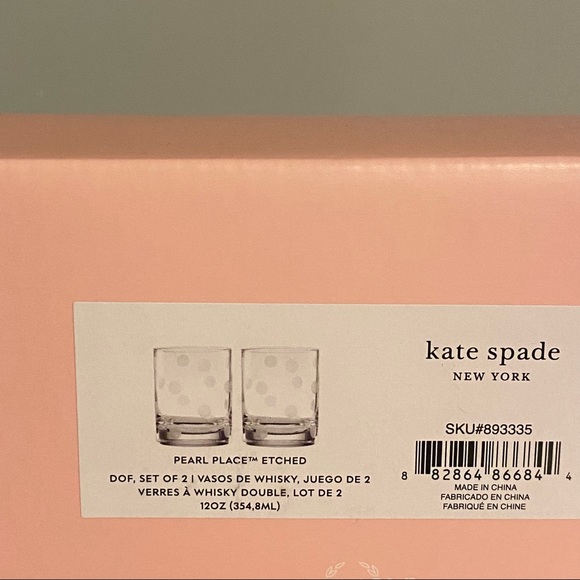 kate spade
NEW YORK
SKU#893335
8 82864 86684 4
MADE IN CHINA
FABRICADO EN CHINA
FABRIQUÉ EN CHINE
PEARL PLACE™ ETCHED
DOF, SET OF 2 | VASOS DE WHISKY, JUEGO DE 2
VERRES À WHISKY DOUBLE, LOT DE 2
12OZ (354,8ML)